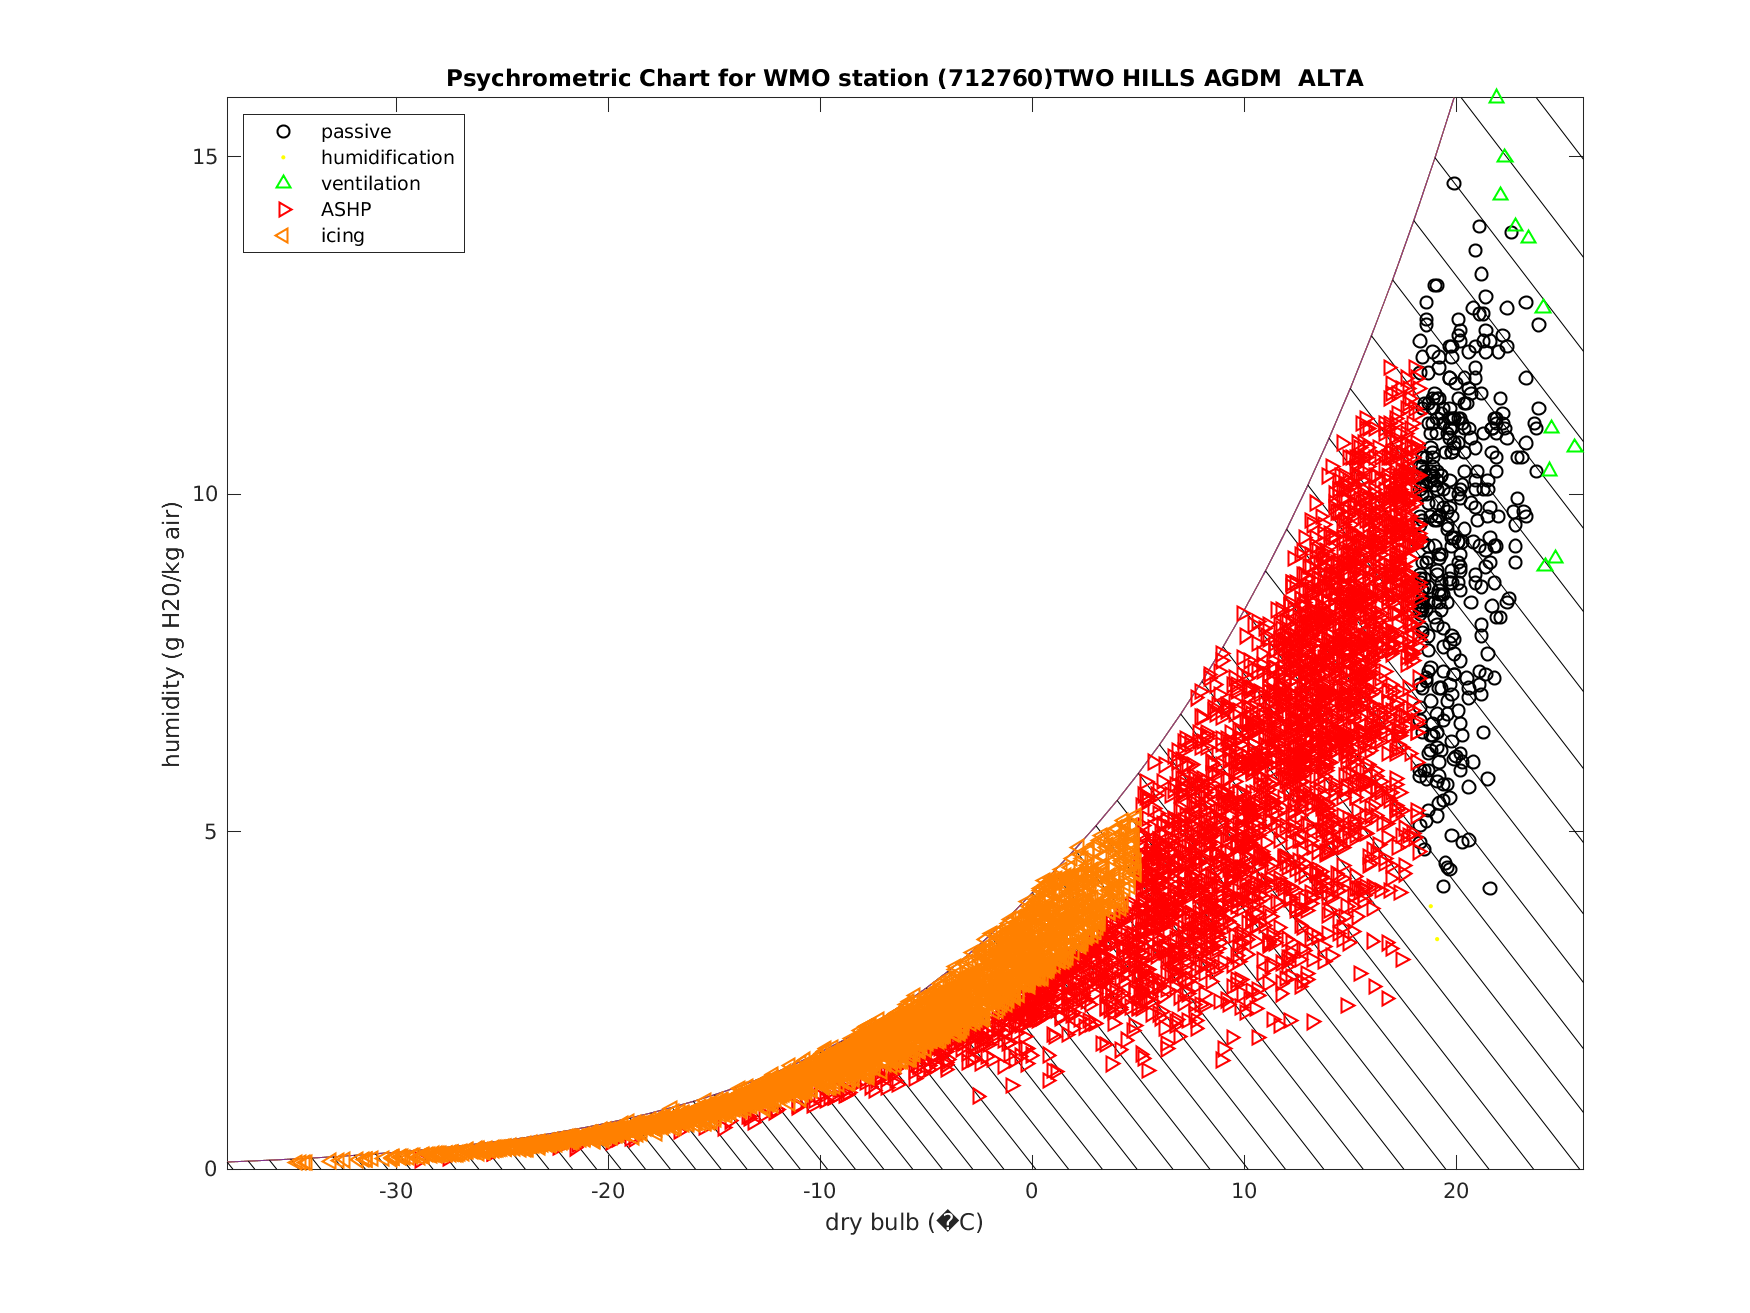 Psychrometric Chart for WMO station (712760)TWO HILLS AGDM  ALTA
passive
humidification
ventilation
ASHP
icing
humidity (g H20/kg air)
15
10
5
0
-30 -20 -10 0 10 20
dry bulb (�C)